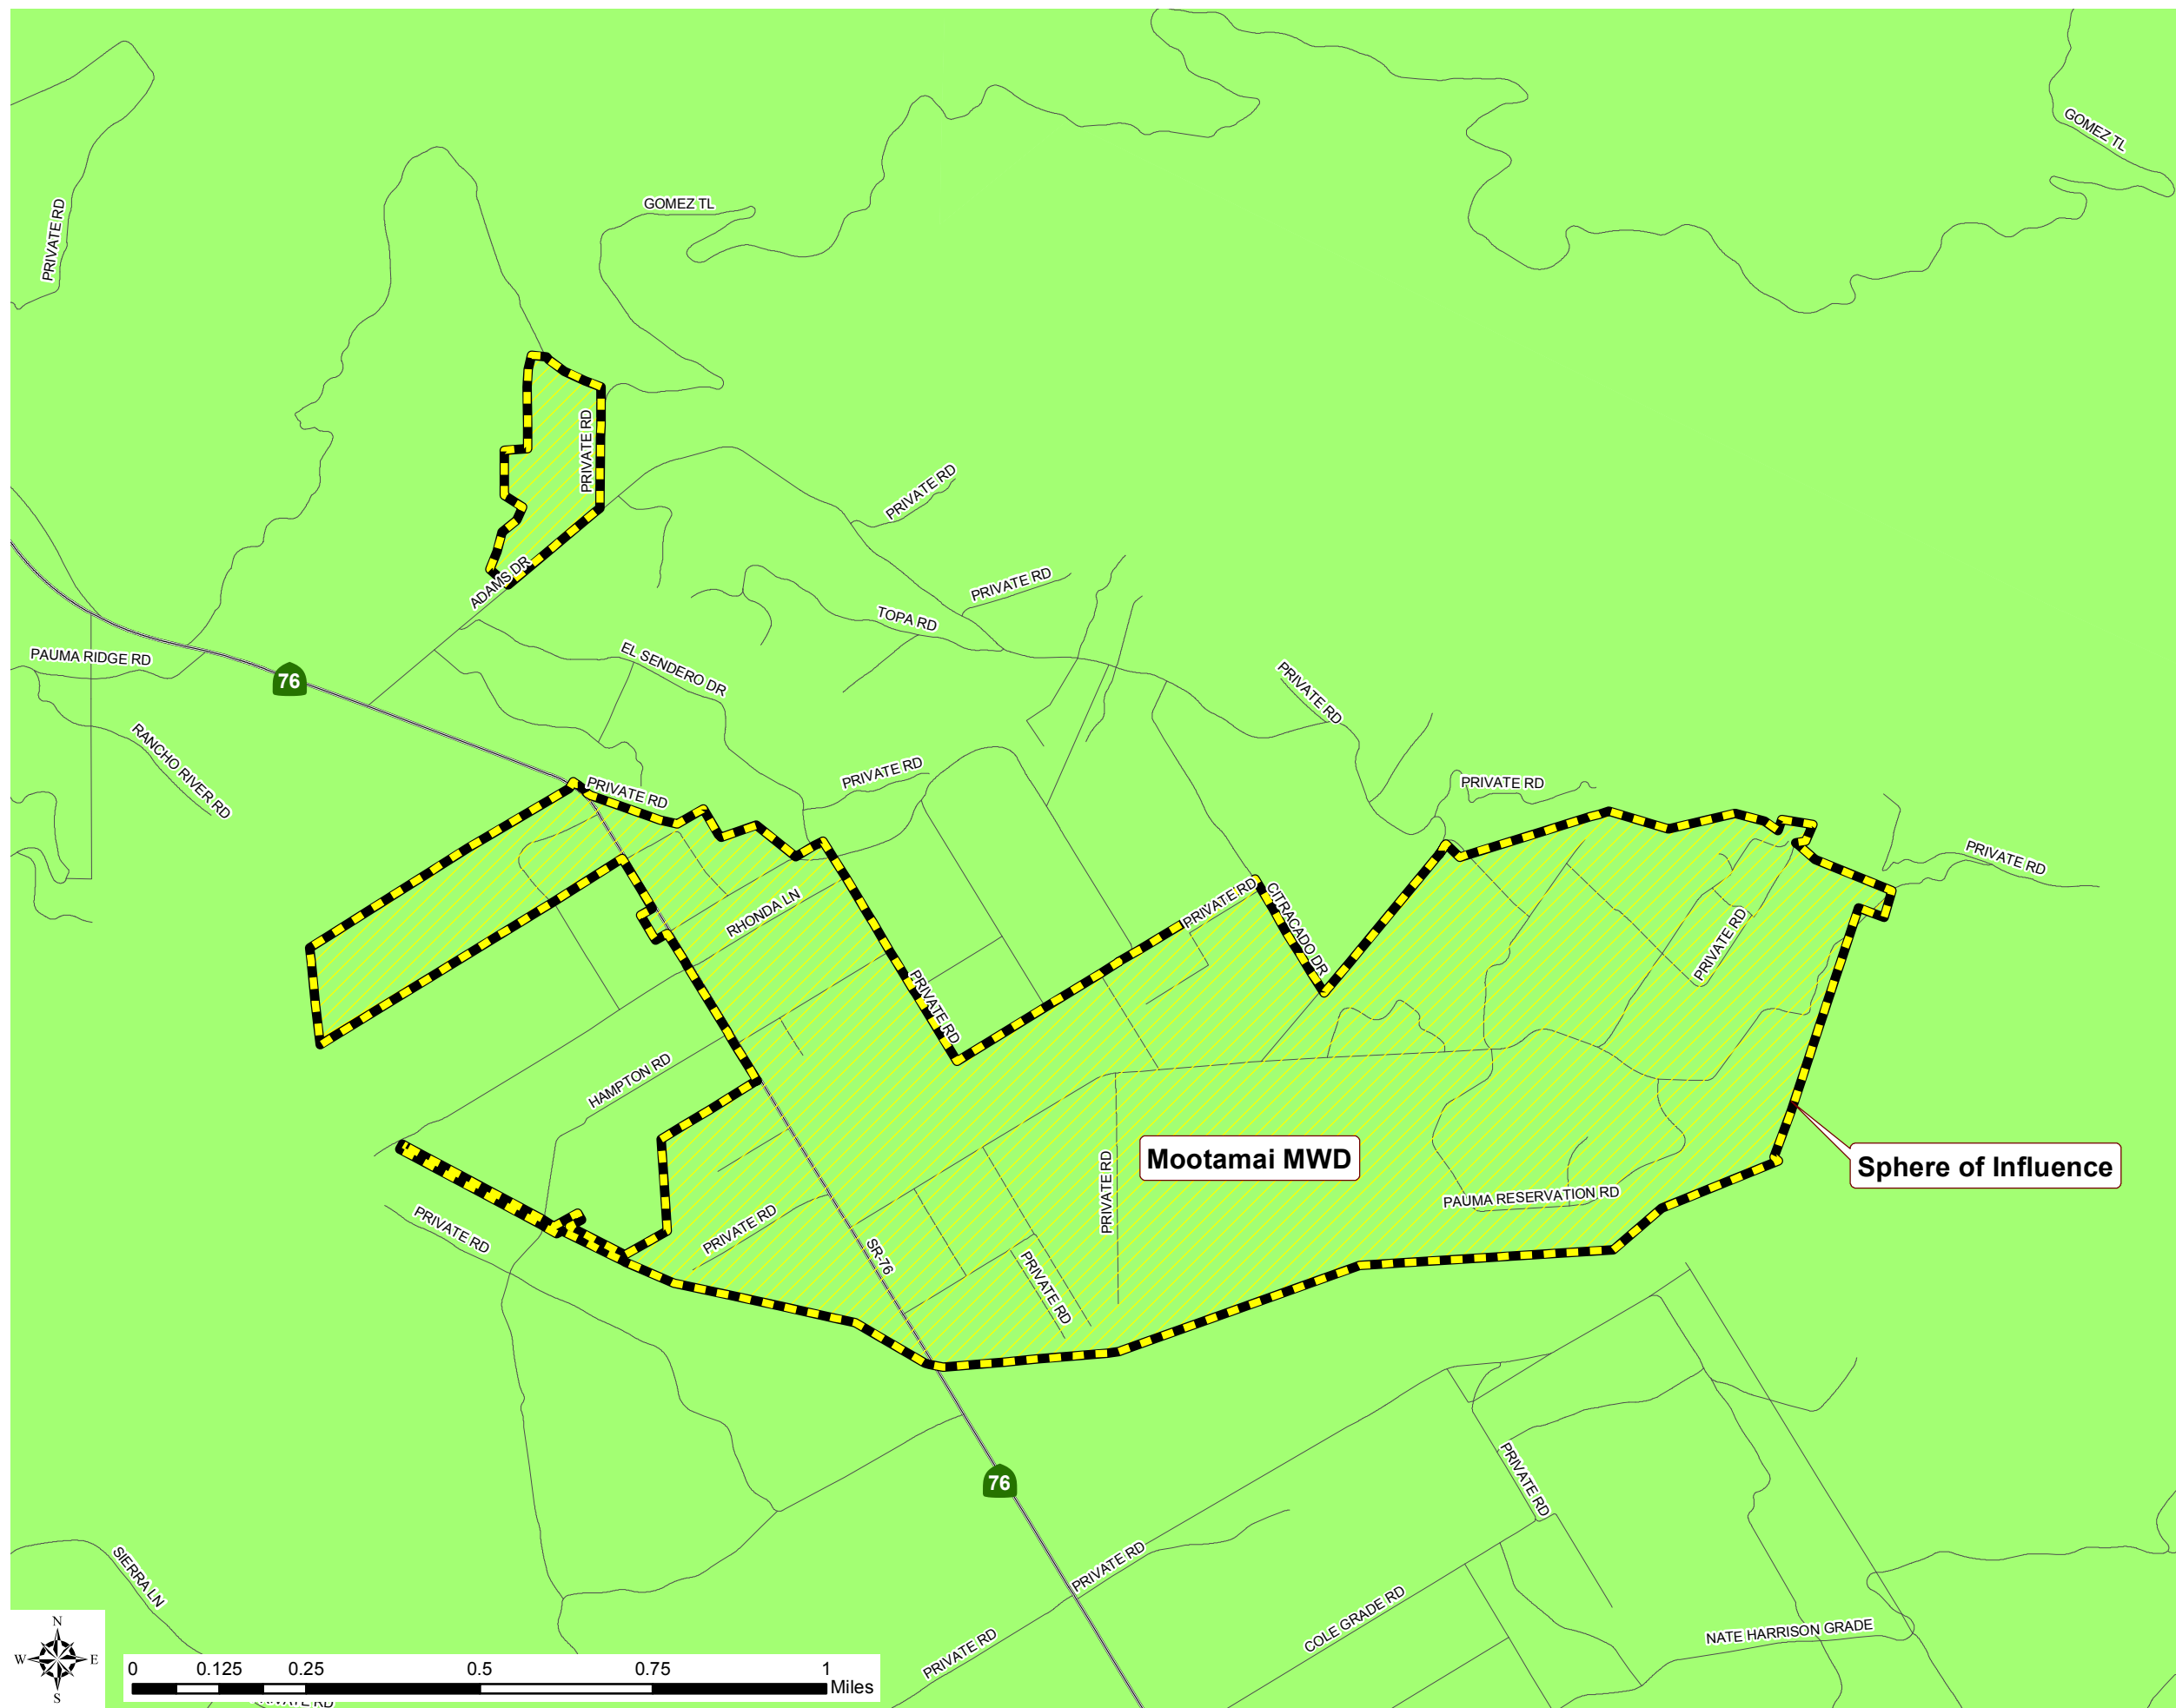 GOMEZ TL
PRIVATE RD
GOMEZ TL
PRIVATE RD
PRIVATE RD
ADAMS DR
PRIVATE RD
TOPA RD
PAUMA RIDGE RD
EL SENDERO DR
76
PRIVATE RD
RANCHO RIVER RD
PRIVATE RD
PRIVATE RD
PRIVATE RD
PRIVATE RD
RHONDA LN
PRIVATE RD
CITRACADO DR
PRIVATE RD
PRIVATE RD
HAMPTON RD
Mootamai MWD
Sphere of Influence
PRIVATE RD
PRIVATE RD
PRIVATE RD
PAUMA RESERVATION RD
SR-76
PRIVATE RD
76
PRIVATE RD
SIERRA LN
PRIVATE RD
COLE GRADE RD
PRIVATE RD
NATE HARRISON GRADE
N
W
E
S
0 0.125 0.25 0.5 0.75 1
Miles
PRIVATE RD